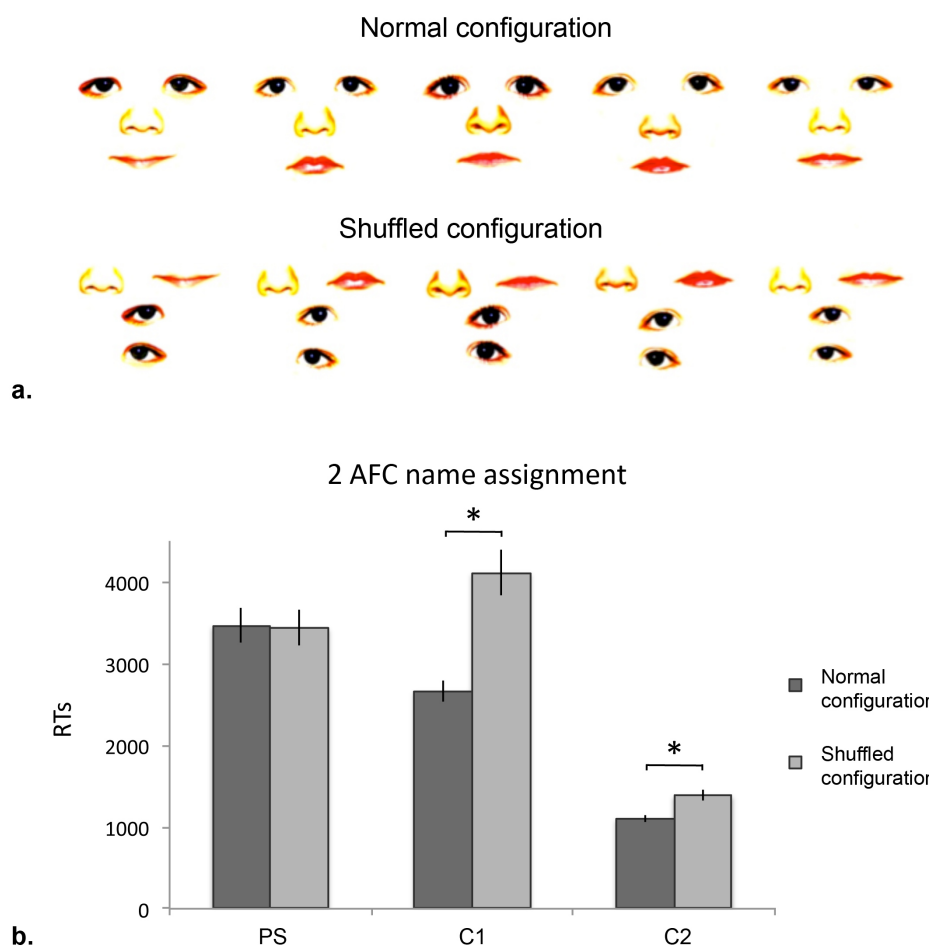 Normal configuration
Shuffled configuration
a.
2 AFC name assignment
*
*
4000
3000
2000
1000
0
RTs
Normal
configuration
Shuffled
configuration
PS
C1
C2
b.